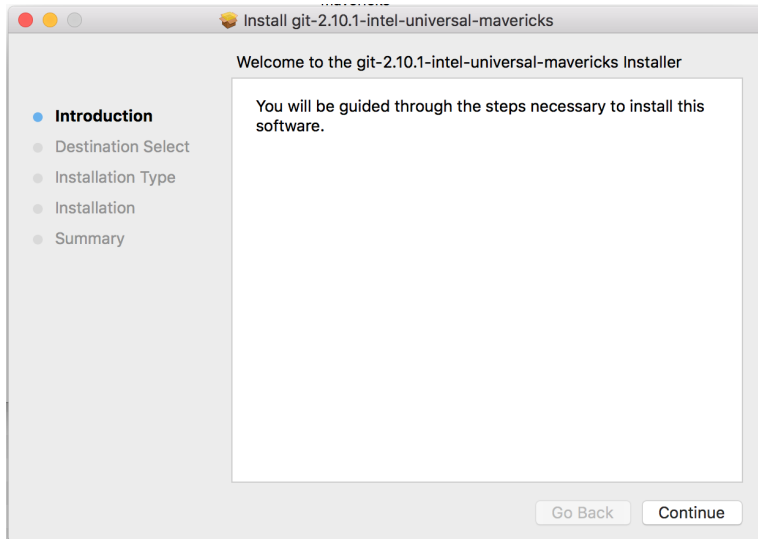 Install git-2.10.1-intel-universal-mavericks
Welcome to the git-2.10.1-intel-universal-mavericks Installer
Introduction
Destination Select
Installation Type
Installation
Summary
You will be guided through the steps necessary to install this
software.
Go Back
Continue